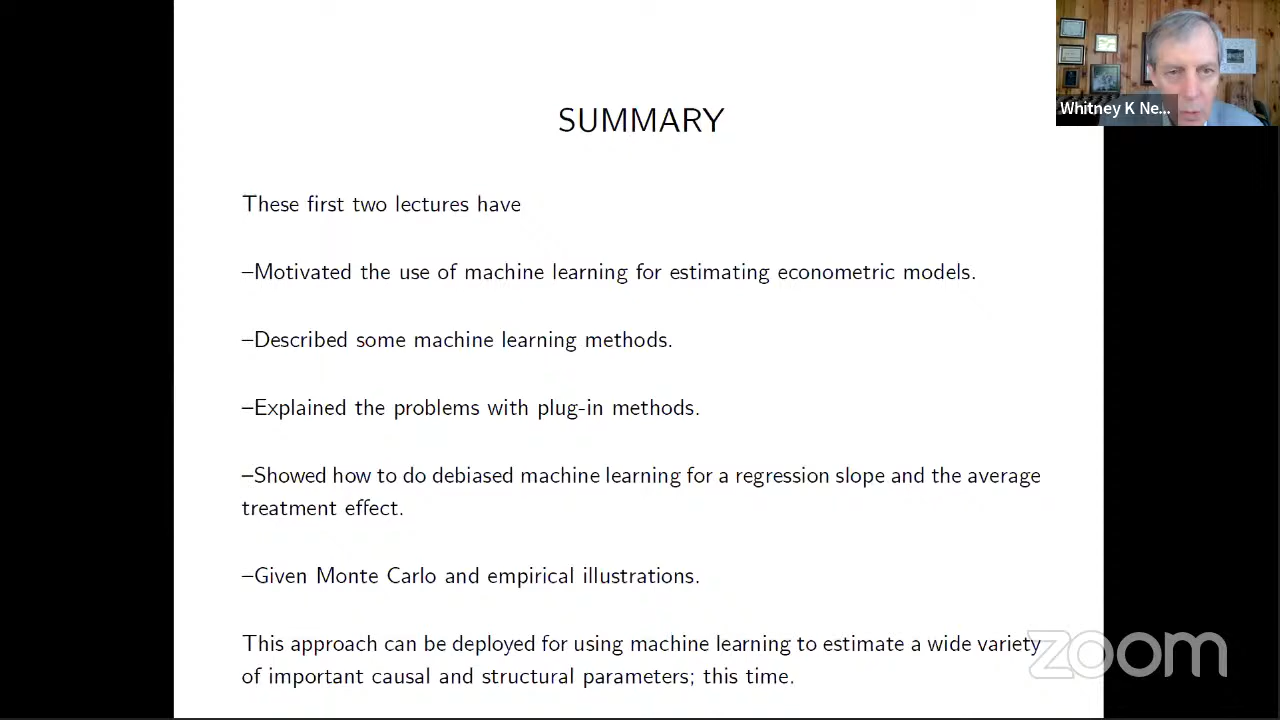 SUMMARY
Whitney K Ne...
These first two lectures have
–Motivated the use of machine learning for estimating econometric models.
–Described some machine learning methods.
–Explained the problems with plug-in methods.
–Showed how to do debiased machine learning for a regression slope and the average
treatment effect.
–Given Monte Carlo and empirical illustrations.
This approach can be deployed for using machine learning to estimate a wide variety
of important causal and structural parameters; this time.
zoom